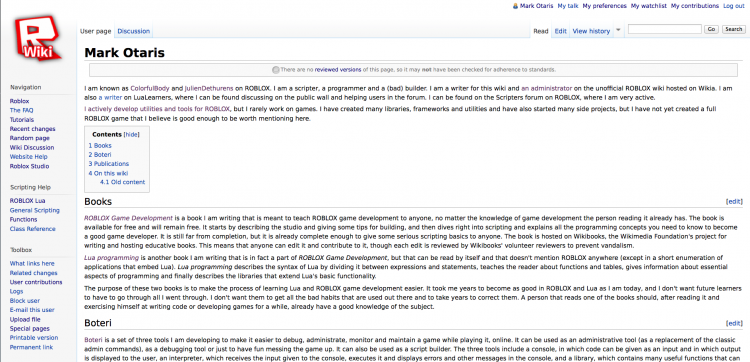 Mark Otaris My talk My preferences My watchlist My contributions Log out
R
Wiki
User page Discussion Read Edit View history Go Search
Mark Otaris
There are no reviewed versions of this page, so it may not have been checked for adherence to standards.
I am known as ColorfulBody and JulienDethurens on ROBLOX. I am a scripter, a programmer and a (bad) builder. I am a writer for this wiki and an administrator on the unofficial ROBLOX wiki hosted on Wikia. I am
also a writer on LuaLearners, where I can be found discussing on the public wall and helping users in the forum. I can be found on the Scripters forum on ROBLOX, where I am very active.
I actively develop utilities and tools for ROBLOX, but I rarely work on games. I have created many libraries, frameworks and utilities and have also started many side projects, but I have not yet created a full
ROBLOX game that I believe is good enough to be worth mentioning here.
Contents [hide]
1 Books
2 Boteri
3 Publications
4 On this wiki
4.1 Old content
Books [edit]
ROBLOX Game Development is a book I am writing that is meant to teach ROBLOX game development to anyone, no matter the knowledge of game development the person reading it already has. The book is
available for free and will remain free. It starts by describing the studio and giving some tips for building, and then dives right into scripting and explains all the programming concepts you need to know to become
a good game developer. It is still far from completion, but it is already complete enough to give some serious scripting basics to anyone. The book is hosted on Wikibooks, the Wikimedia Foundation's project for
writing and hosting educative books. This means that anyone can edit it and contribute to it, though each edit is reviewed by Wikibooks' volunteer reviewers to prevent vandalism.
Lua programming is another book I am writing that is in fact a part of ROBLOX Game Development, but that can be read by itself and that doesn't mention ROBLOX anywhere (except in a short enumeration of
applications that embed Lua). Lua programming describes the syntax of Lua by dividing it between expressions and statements, teaches the reader about functions and tables, gives information about essential
aspects of programming and finally describes the libraries that extend Lua's basic functionality.
The purpose of these two books is to make the process of learning Lua and ROBLOX game development easier. It took me years to become as good in ROBLOX and Lua as I am today, and I don't want future learners
to have to go through all I went through. I don't want them to get all the bad habits that are used out there and to take years to correct them. A person that reads one of the books should, after reading it and
exercising himself at writing code or developing games for a while, already have a good knowledge of the subject.
Boteri [edit]
Boteri is a set of three tools I am developing to make it easier to debug, administrate, monitor and maintain a game while playing it, online. It can be used as an administrative tool (as a replacement of the classic
admin commands), as a debugging tool or just to have fun messing the game up. It can also be used as a script builder. The three tools include a console, in which code can be given as an input and in which output
is displayed to the user, an interpreter, which receives the input given to the console, executes it and displays errors and other messages in the console, and a library, which contains many useful functions that can
Navigation
Roblox
The FAQ
Tutorials
Recent changes
Random page
Wiki Discussion
Website Help
Roblox Studio
Scripting Help
ROBLOX Lua
General Scripting
Functions
Class Reference
Toolbox
What links here
Related changes
User contributions
Logs
Block user
E-mail this user
Upload file
Special pages
Printable version
Permanent link